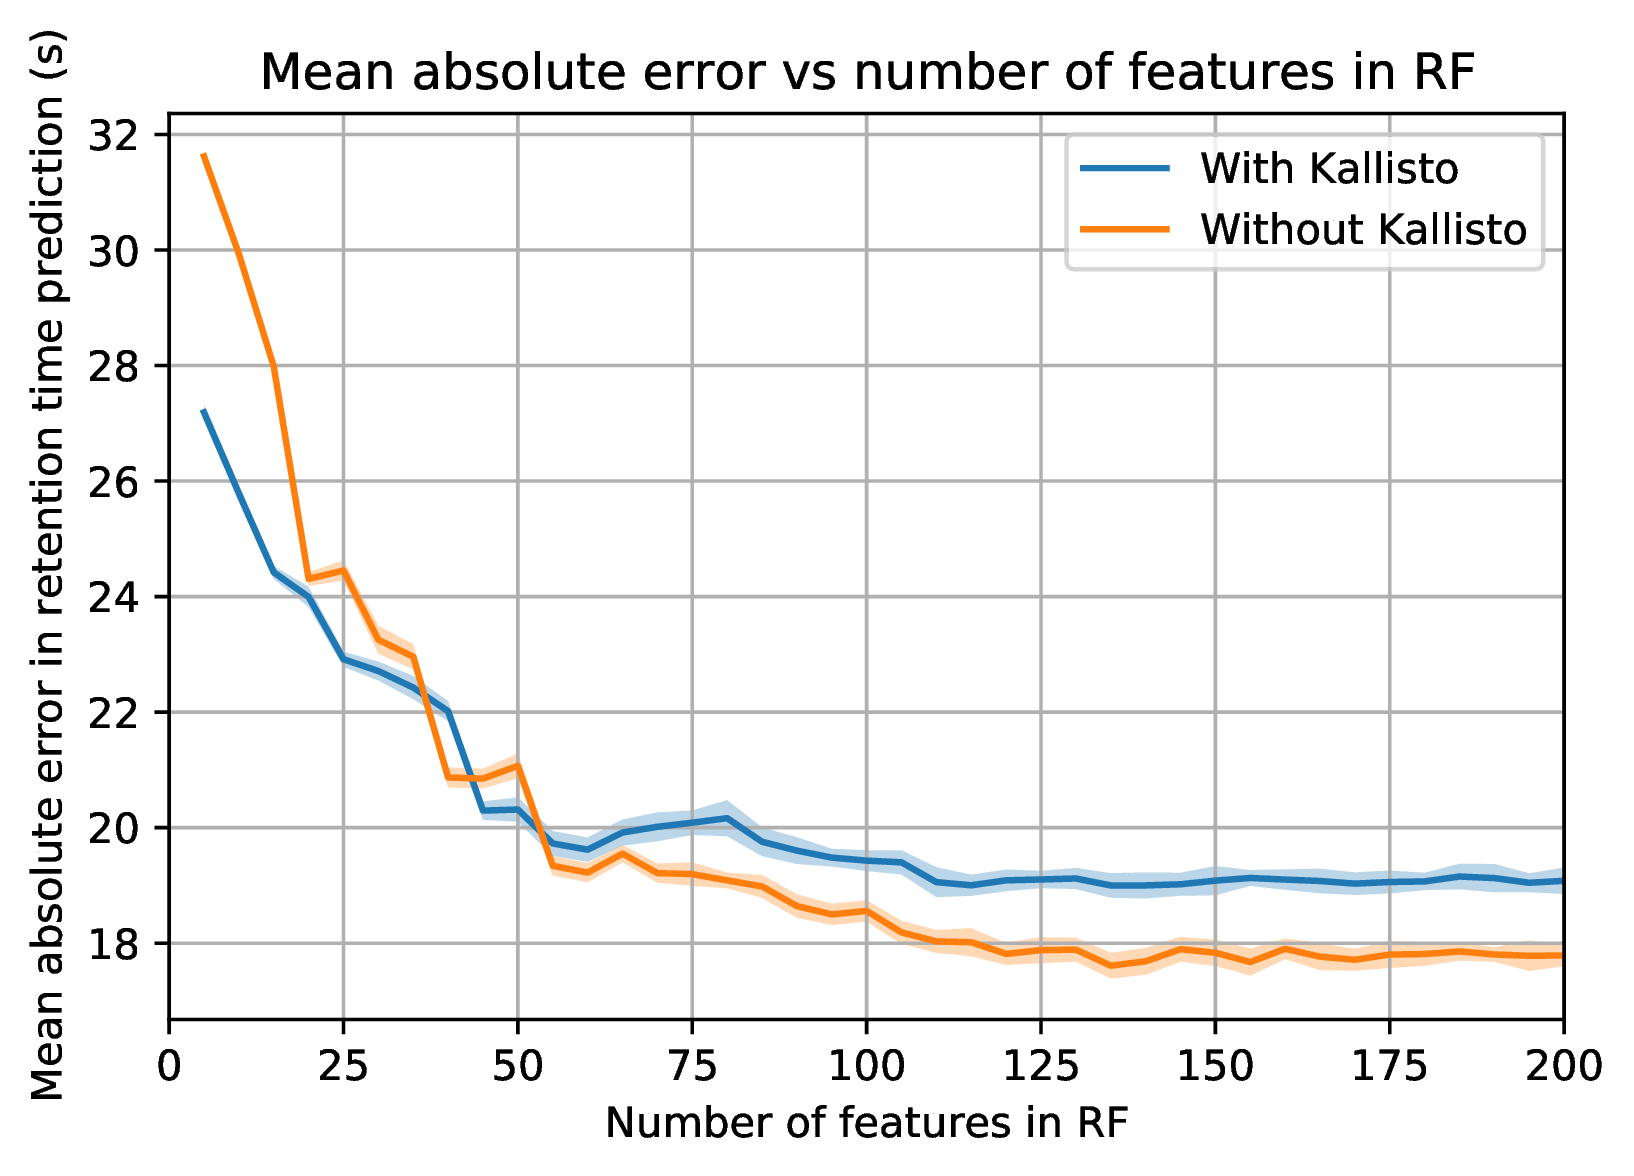 Mean absolute error vs number of features in RF
Mean absolute error in retention time prediction (s)
32
30
28
26
24
22
20
18
With Kallisto
Without Kallisto
0 25 50 75 100 125 150 175 200
Number of features in RF